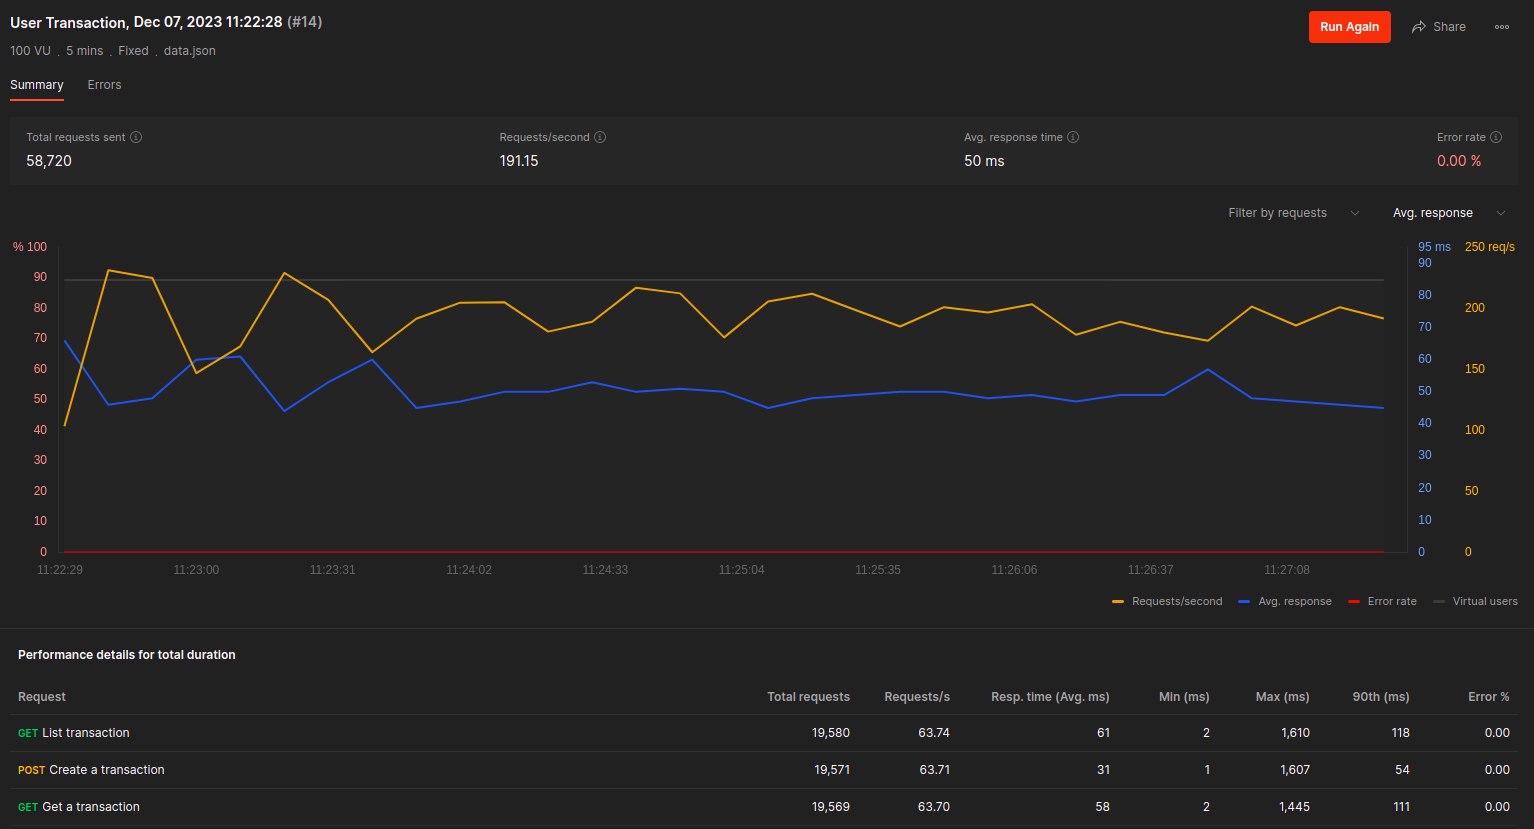 User Transaction, Dec 07, 2023 11:22:28 (#14)
Run Again
Share
100 VU . 5 mins . Fixed . data.json
Summary Errors
Total requests sent Requests/second Avg. response time Error rate
58,720 191.15 50 ms 0.00 %
Filter by requests Avg. response
% 100 95 ms 250 req/s
90 90
80 80 200
70 70
60 60 150
50 50
40 40 100
30 30
20 20 50
10 10
0 0 0
11:22:29 11:23:00 11:23:31 11:24:02 11:24:33 11:25:04 11:25:35 11:26:06 11:26:37 11:27:08
Requests/second Avg. response Error rate Virtual users
Performance details for total duration
Request Total requests Requests/s Resp. time (Avg. ms) Min (ms) Max (ms) 90th (ms) Error %
GET List transaction 19,580 63.74 61 2 1,610 118 0.00
POST Create a transaction 19,571 63.71 31 1 1,607 54 0.00
GET Get a transaction 19,569 63.70 58 2 1,445 111 0.00